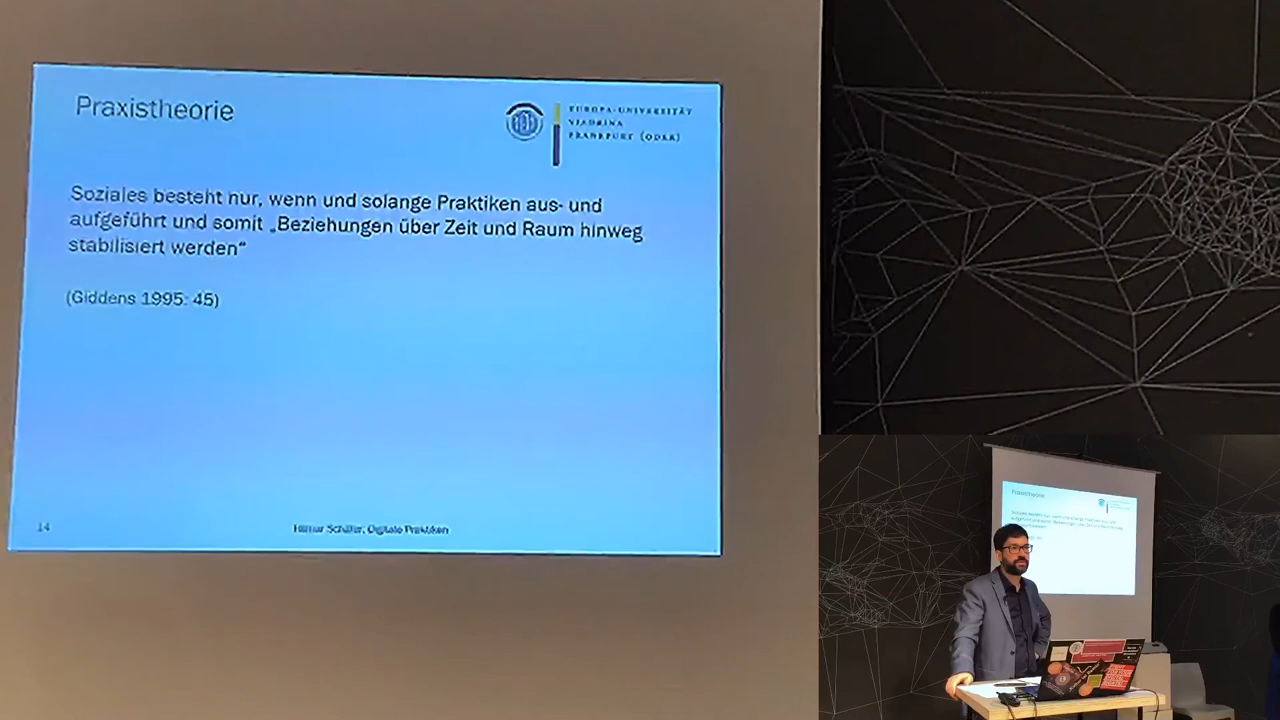 Praxistheorie
EUROPA-UNIVERSITÄT
VIADRINA
FRANKFURT (ODER)
Soziales besteht nur, wenn und solange Praktiken aus- und
aufgeführt und somit „Beziehungen über Zeit und Raum hinweg
stabilisiert werden“
(Giddens 1995: 45)
14
Hilmar Schäfer, Digitale Praktiken
Praxistheorie